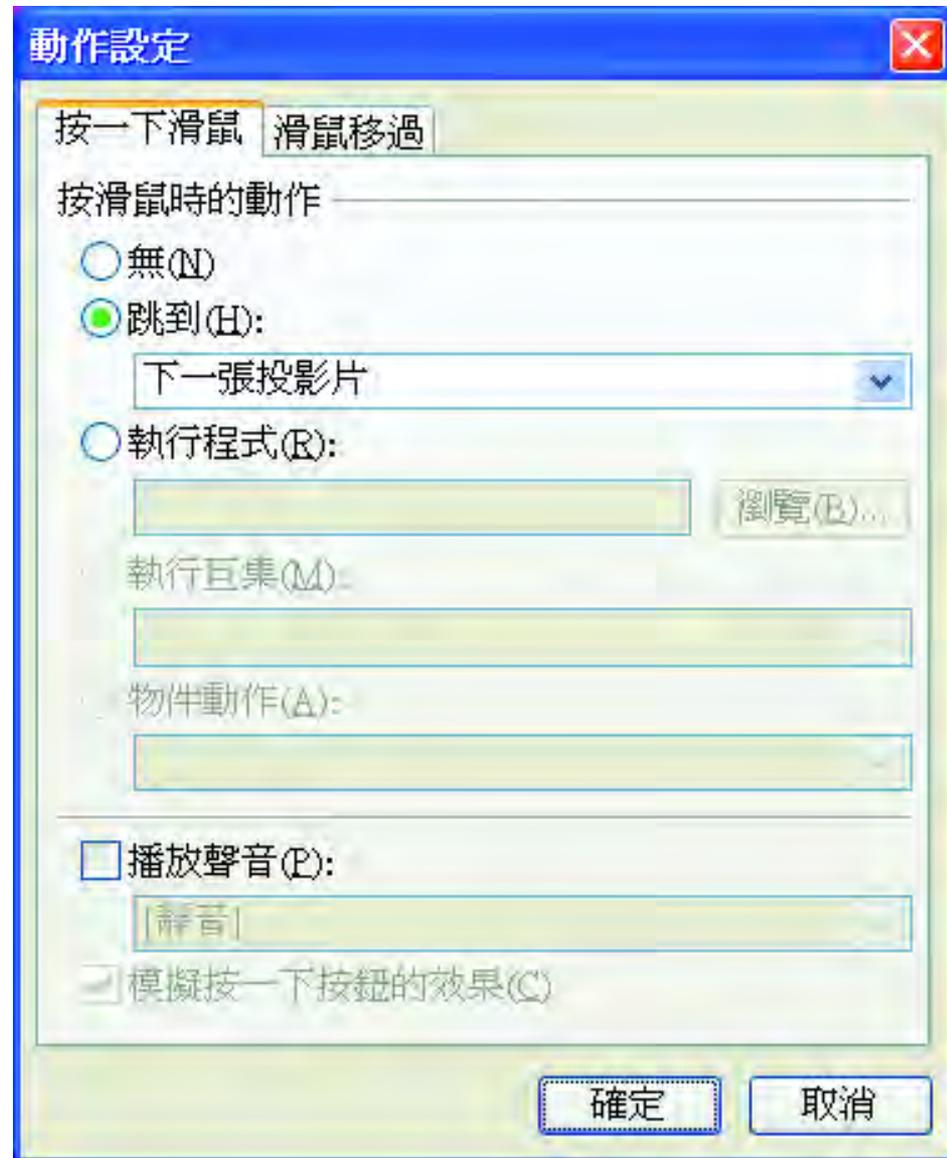 動作設定
按一下滑鼠 滑鼠移過
按滑鼠時的動作
無(N)
跳到(H):
下一張投影片
執行程式(R):
瀏覽(B)...
執行巨集(M):
物件動作(A):
播放聲音(P):
[靜音]
模擬按一下按鈕的效果(C)
確定 取消